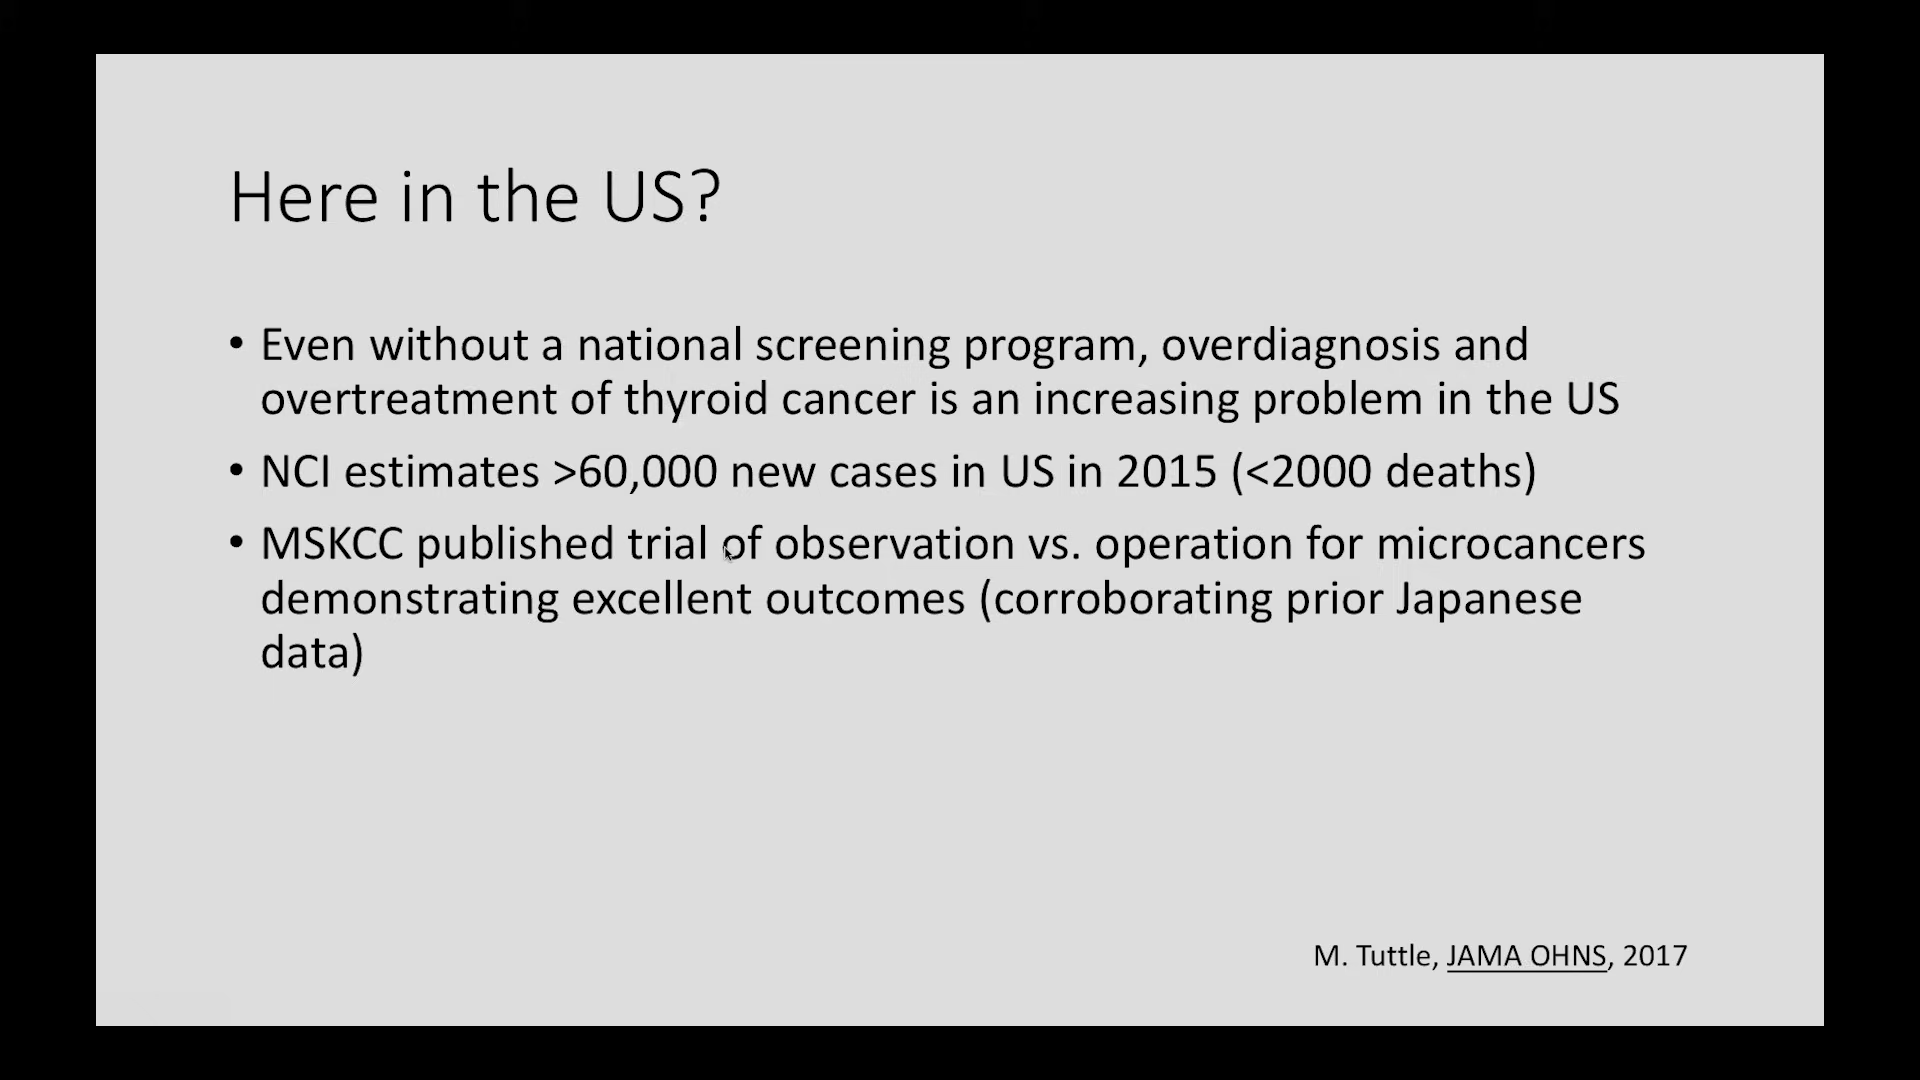 Here in the US?
• Even without a national screening program, overdiagnosis and
overtreatment of thyroid cancer is an increasing problem in the US
• NCI estimates >60,000 new cases in US in 2015 (<2000 deaths)
• MSKCC published trial of observation vs. operation for microcancers
demonstrating excellent outcomes (corroborating prior Japanese
data)
M. Tuttle, JAMA OHNS, 2017